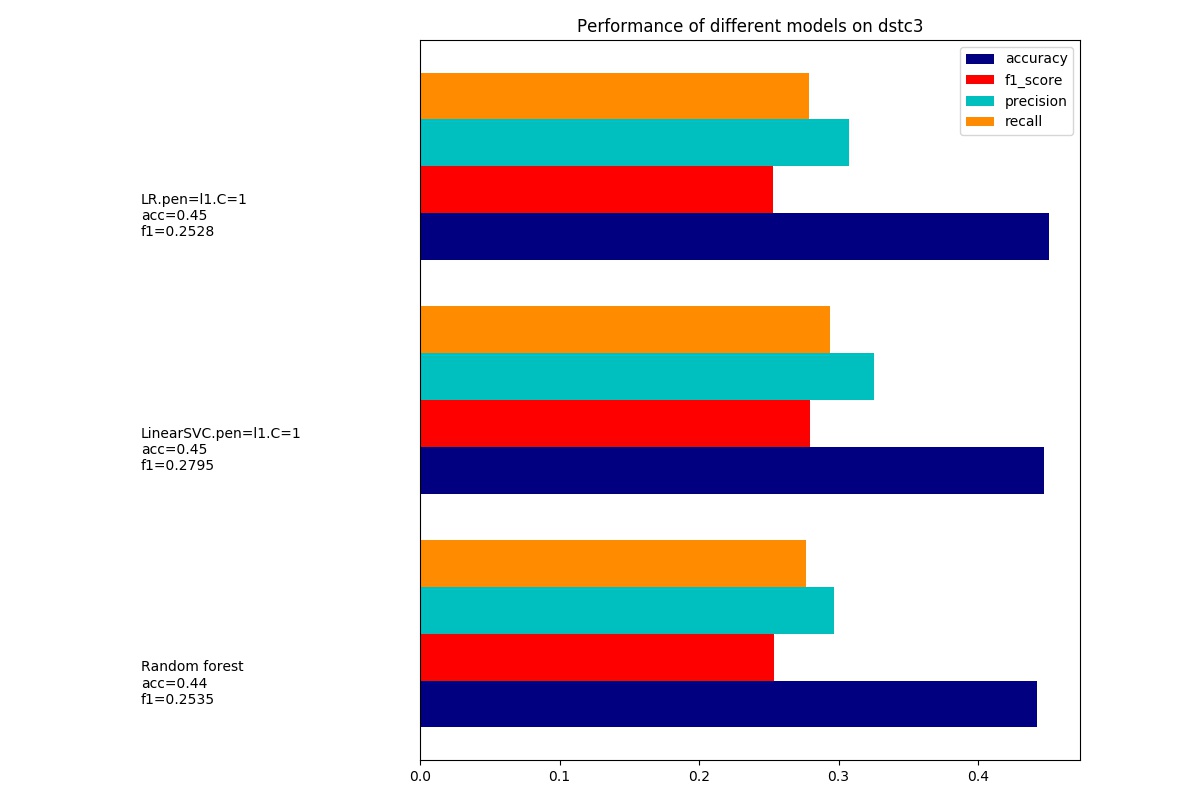 Performance of different models on dstc3
accuracy
f1_score
precision
recall
LR.pen=l1.C=1
acc=0.45
f1=0.2528
LinearSVC.pen=l1.C=1
acc=0.45
f1=0.2795
Random forest
acc=0.44
f1=0.2535
0.0 0.1 0.2 0.3 0.4